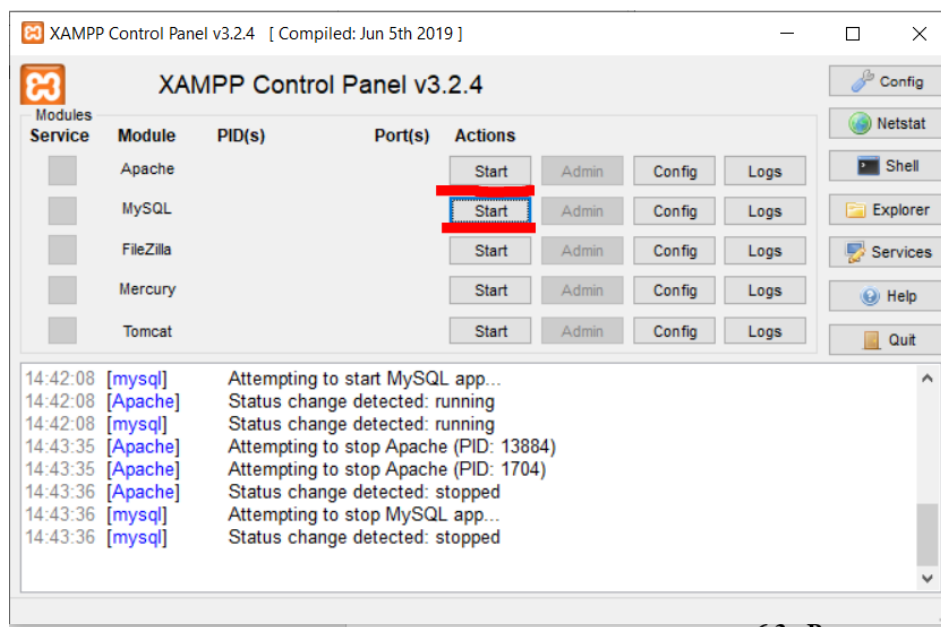 XAMPP Control Panel v3.2.4 [ Compiled: Jun 5th 2019 ]
XAMPP Control Panel v3.2.4
Config
Modules
Service Module PID(s) Port(s) Actions
Netstat
Apache Start Admin Config Logs
Shell
MySQL Start Admin Config Logs
Explorer
FileZilla Start Admin Config Logs
Services
Mercury Start Admin Config Logs
Help
Tomcat Start Admin Config Logs
Quit
14:42:08 [mysql] Attempting to start MySQL app...
14:42:08 [Apache] Status change detected: running
14:42:08 [mysql] Status change detected: running
14:43:35 [Apache] Attempting to stop Apache (PID: 13884)
14:43:35 [Apache] Attempting to stop Apache (PID: 1704)
14:43:36 [Apache] Status change detected: stopped
14:43:36 [mysql] Attempting to stop MySQL app...
14:43:36 [mysql] Status change detected: stopped